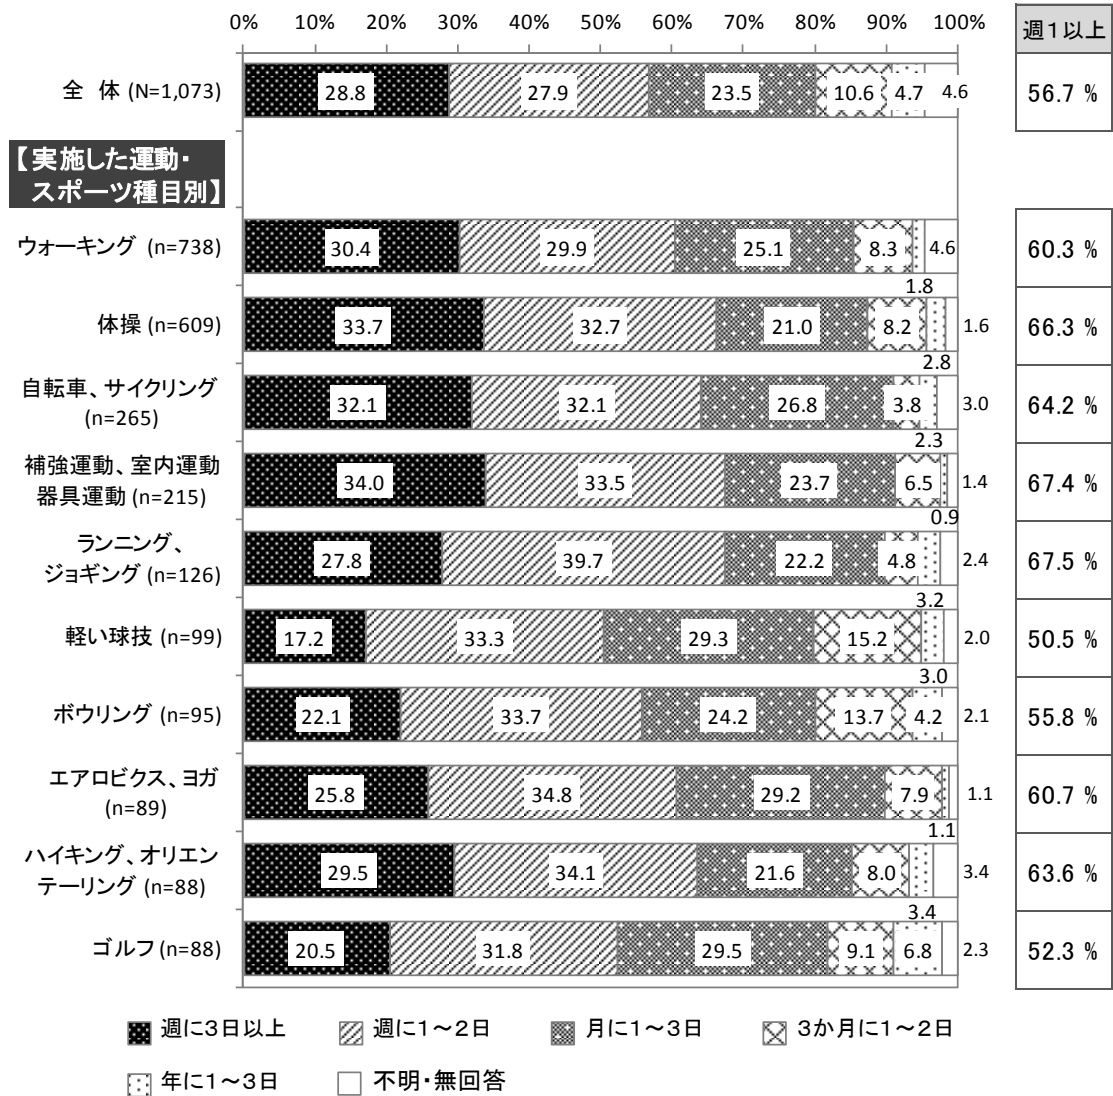 0% 10% 20% 30% 40% 50% 60% 70% 80% 90% 100%
週1以上
全 体 (N=1,073) 28.8 27.9 23.5 10.6 4.7 4.6 56.7 %
【実施した運動・
スポーツ種目別】
ウォーキング (n=738) 30.4 29.9 25.1 8.3 4.6 60.3 %
1.8
体操 (n=609) 33.7 32.7 21.0 8.2 1.6 66.3 %
2.8
自転車、サイクリング
(n=265) 32.1 32.1 26.8 3.8 3.0 64.2 %
2.3
補強運動、室内運動
器具運動 (n=215) 34.0 33.5 23.7 6.5 1.4 67.4 %
0.9
ランニング、
ジョギング (n=126) 27.8 39.7 22.2 4.8 2.4 67.5 %
3.2
軽い球技 (n=99) 17.2 33.3 29.3 15.2 2.0 50.5 %
3.0
ボウリング (n=95) 22.1 33.7 24.2 13.7 4.2 2.1 55.8 %
エアロビクス、ヨガ
(n=89) 25.8 34.8 29.2 7.9 1.1 60.7 %
1.1
ハイキング、オリエン
テーリング (n=88) 29.5 34.1 21.6 8.0 3.4 63.6 %
3.4
ゴルフ (n=88) 20.5 31.8 29.5 9.1 6.8 2.3 52.3 %
週に3日以上 週に1～2日 月に1～3日 3か月に1～2日
年に1～3日 不明・無回答